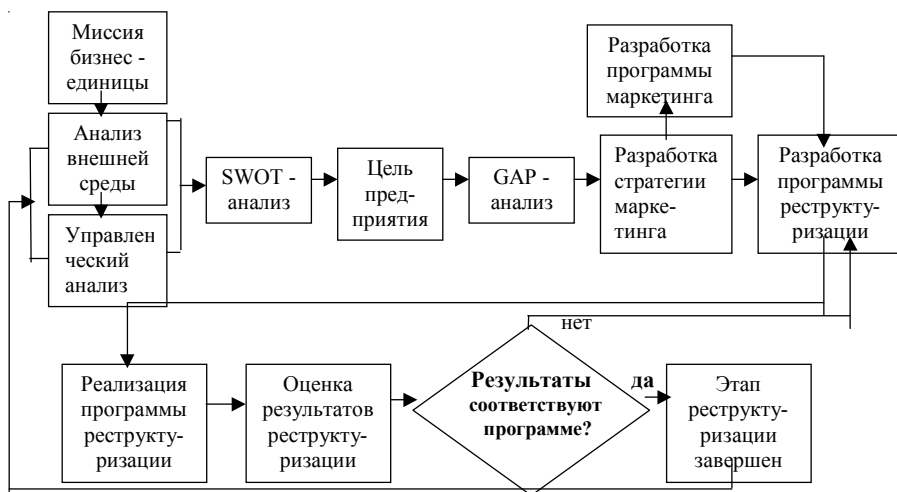 Миссия
бизнес -
единицы
Анализ
внешней
среды
Управлен
ческий
анализ
SWOT -
анализ
Цель
пред-
приятия
GAP -
анализ
Разработка
стратегии
марке-
тинга
Разработка
программы
маркетинга
Разработка
программы
реструкту-
ризации
Реализация
программы
реструкту-
ризации
Оценка
результатов
реструкту-
ризации
Результаты
соответствуют
программе?
нет
да
Этап
реструкту-
ризации
завершен